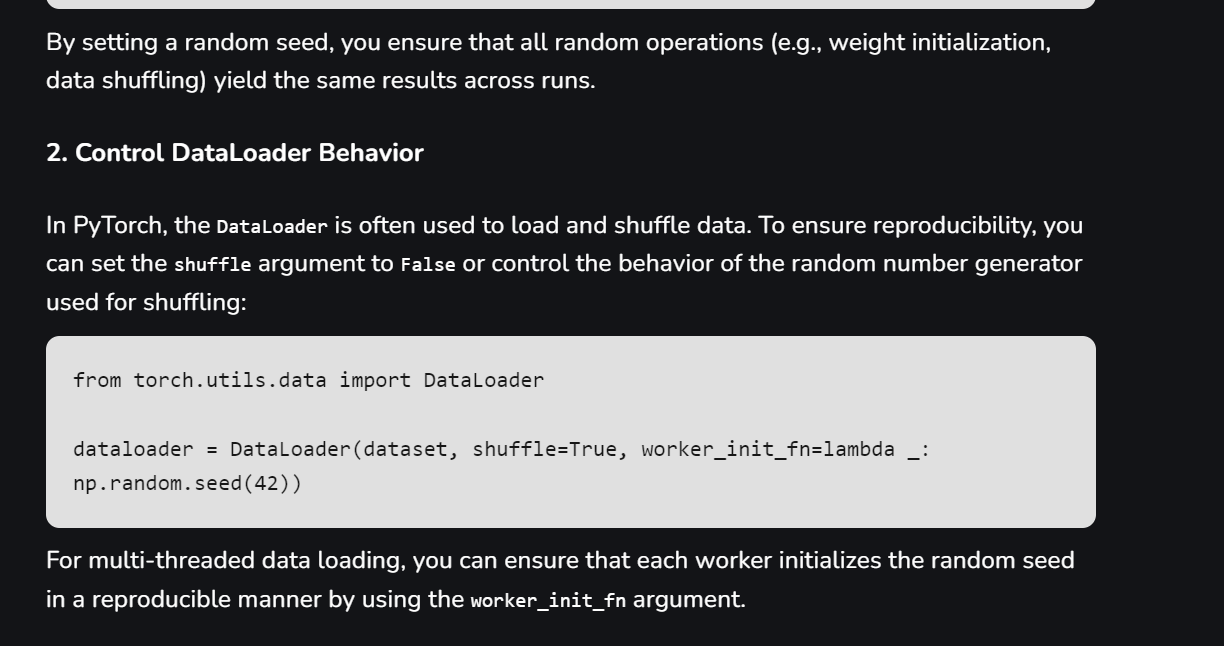 By setting a random seed, you ensure that all random operations (e.g., weight initialization,
data shuffling) yield the same results across runs.
2. Control DataLoader Behavior
In PyTorch, the DataLoader is often used to load and shuffle data. To ensure reproducibility, you
can set the shuffle argument to False or control the behavior of the random number generator
used for shuffling:
from torch.utils.data import DataLoader
dataloader = DataLoader(dataset, shuffle=True, worker_init_fn=lambda _:
np.random.seed(42))
For multi-threaded data loading, you can ensure that each worker initializes the random seed
in a reproducible manner by using the worker_init_fn argument.